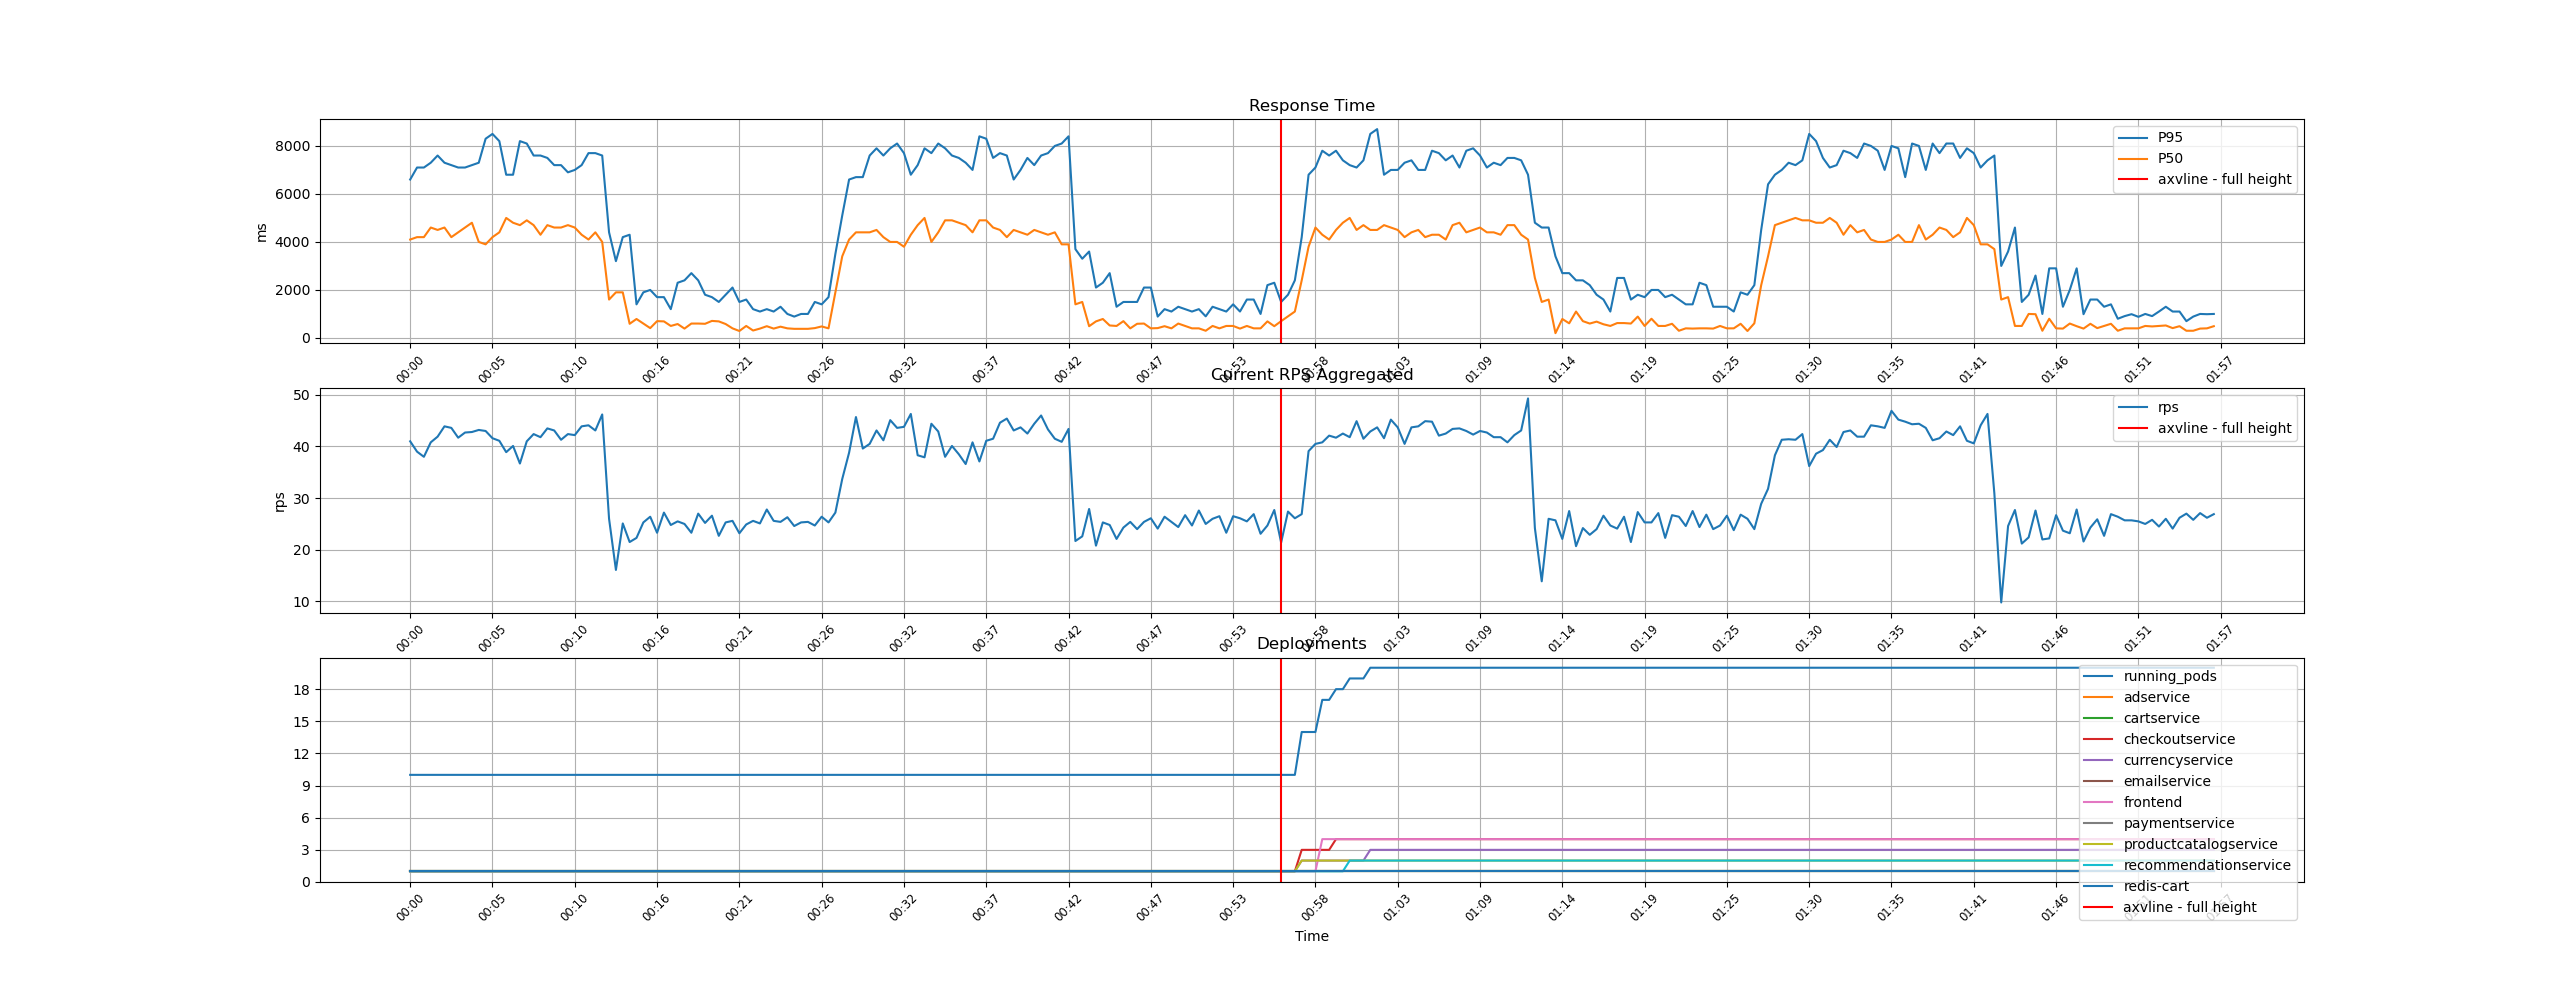 Response Time
8000
6000
4000
2000
0
ms
P95
P50
axvline - full height
00:00 00:05 00:10 00:16 00:21 00:26 00:32 00:37 00:42 00:47 00:53 00:58 01:03 01:09 01:14 01:19 01:25 01:30 01:35 01:41 01:46 01:51 01:57
Current RPS Aggregated
50
40
30
20
10
rps
rps
axvline - full height
00:00 00:05 00:10 00:16 00:21 00:26 00:32 00:37 00:42 00:47 00:53 00:58 01:03 01:09 01:14 01:19 01:25 01:30 01:35 01:41 01:46 01:51 01:57
Deployments
18
15
12
9
6
3
0
running_pods
adservice
cartservice
checkoutservice
currencyservice
emailservice
frontend
paymentservice
productcatalogservice
recommendationservice
redis-cart
axvline - full height
00:00 00:05 00:10 00:16 00:21 00:26 00:32 00:37 00:42 00:47 00:53 00:58 01:03 01:09 01:14 01:19 01:25 01:30 01:35 01:41 01:46
Time